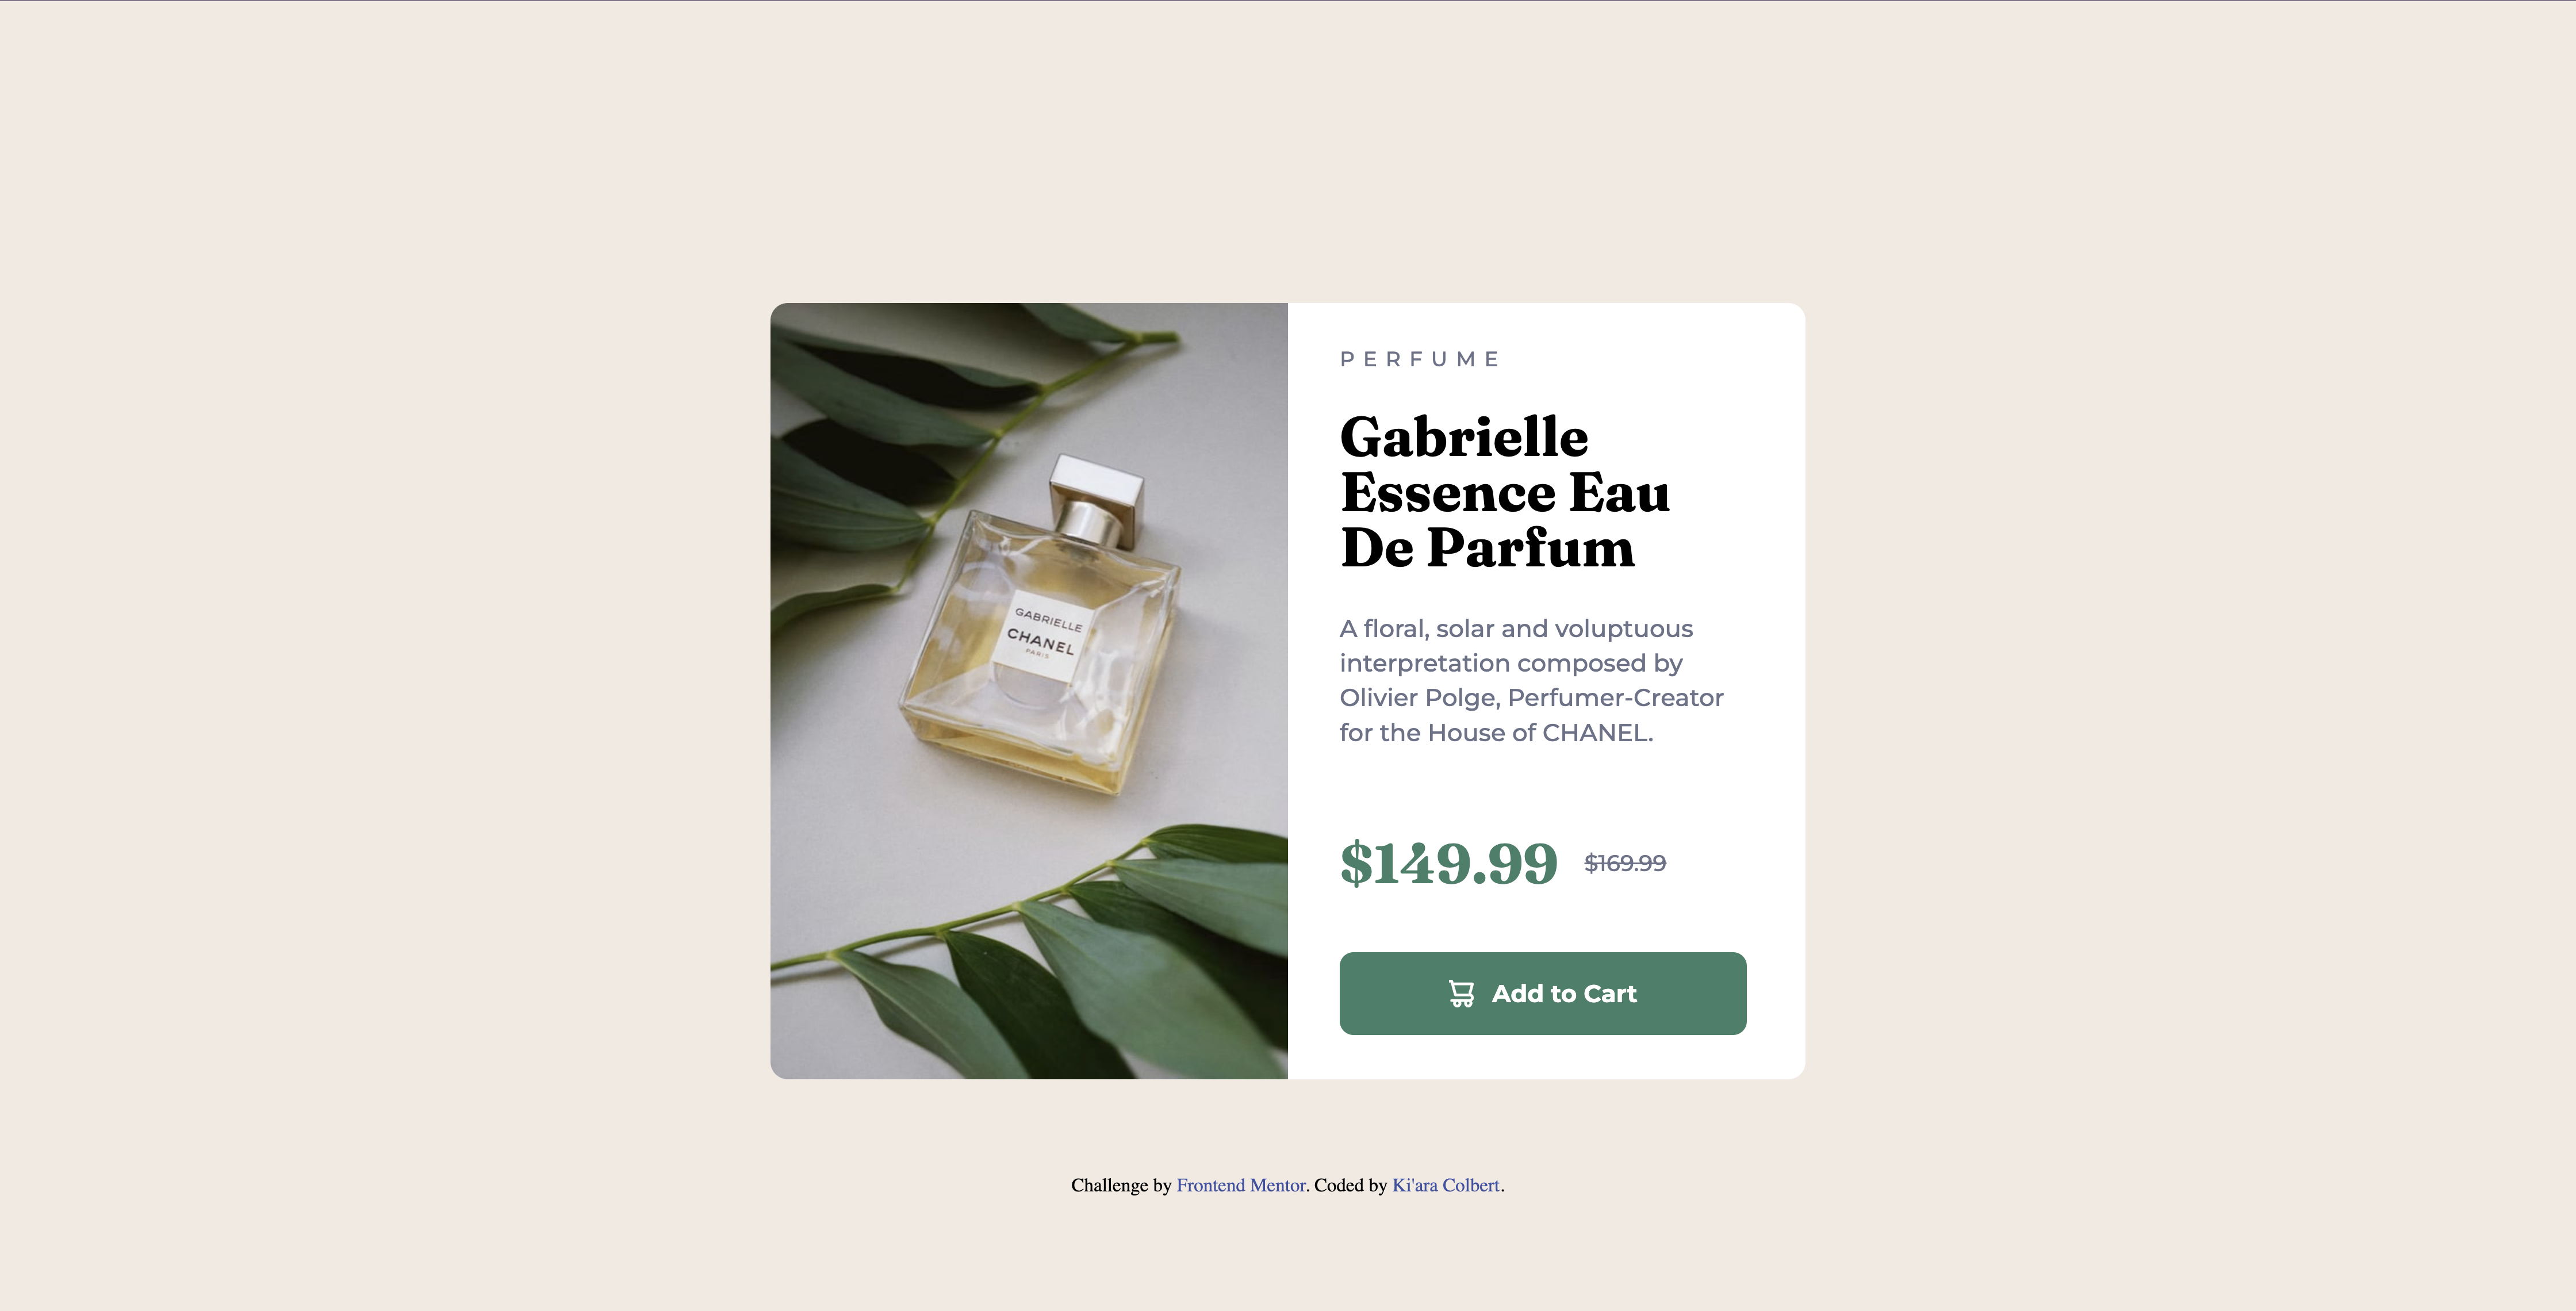 GABRIELLE
CHANEL
PARIS
PERFUME
Gabrielle
Essence Eau
De Parfum
A floral, solar and voluptuous
interpretation composed by
Olivier Polge, Perfumer-Creator
for the House of CHANEL.
$149.99 $169.99
Add to Cart
Challenge by Frontend Mentor. Coded by Ki'ara Colbert.